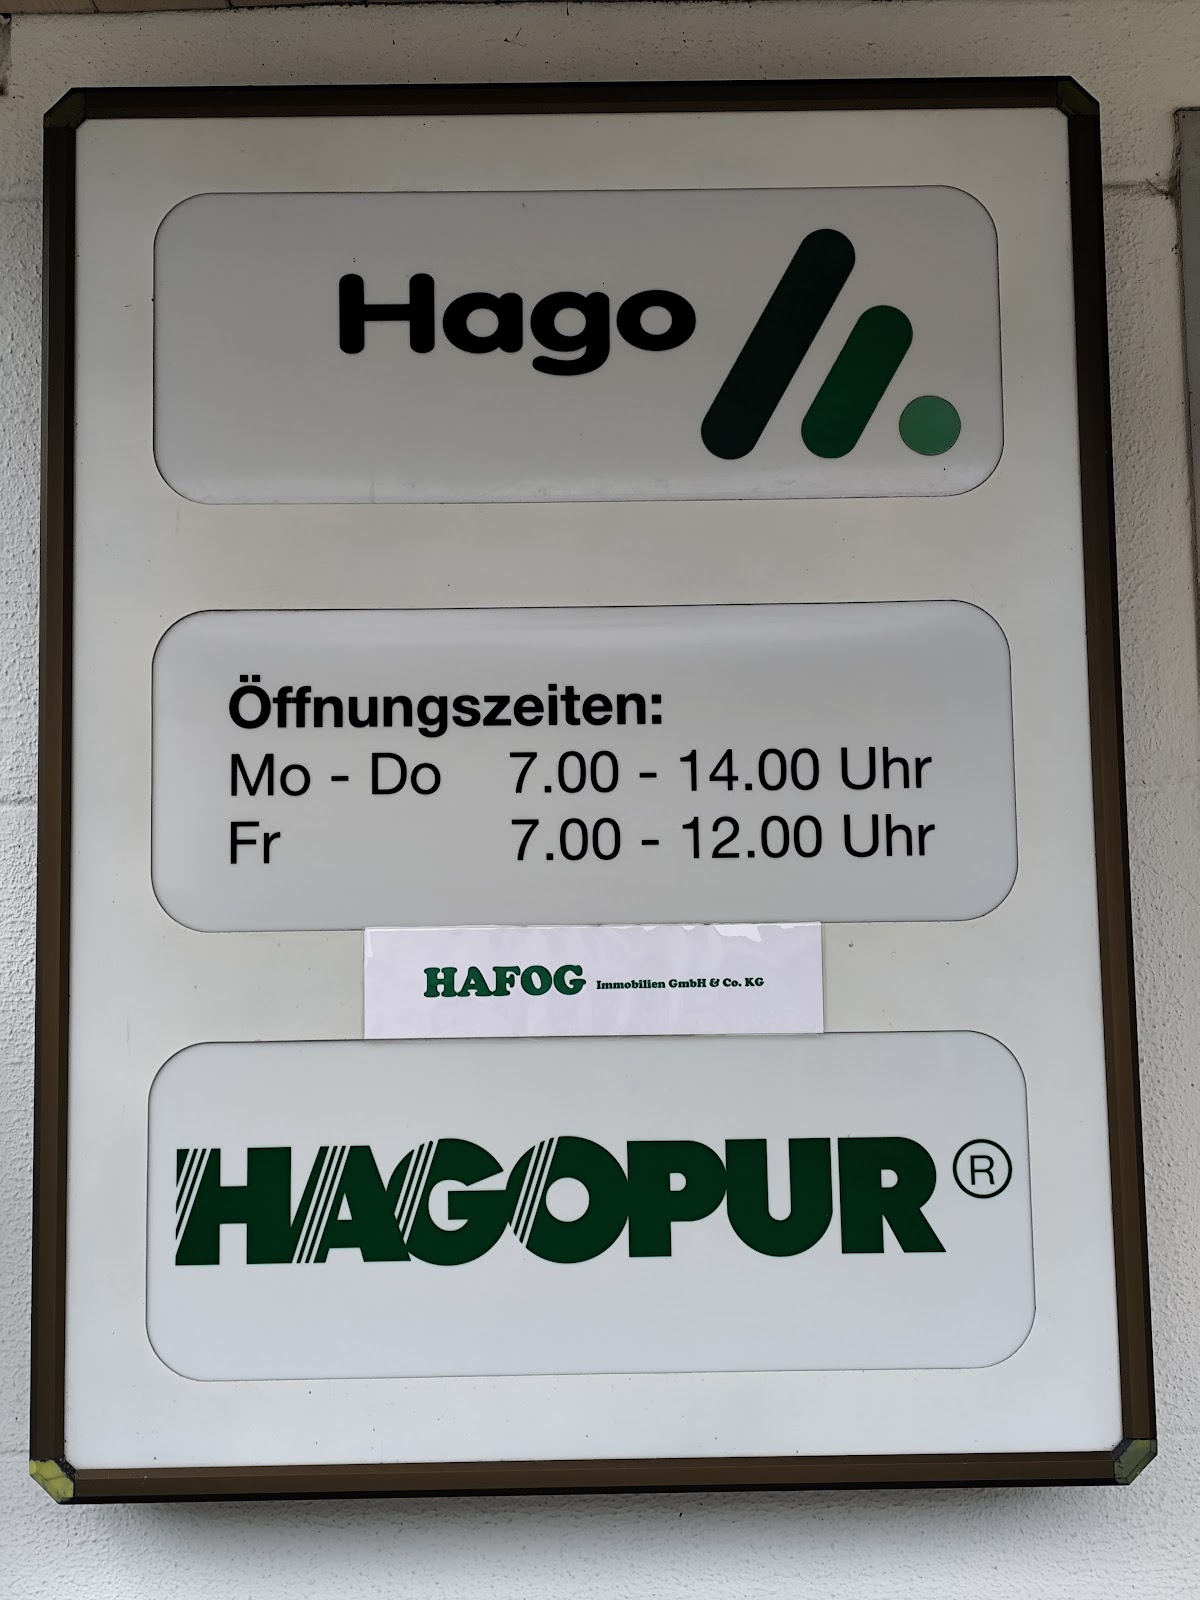 Hago
Öffnungszeiten:
Mo - Do 7.00 - 14.00 Uhr
Fr 7.00 - 12.00 Uhr
HAFOG Immobilien GmbH & Co. KG
HAGOPUR ®